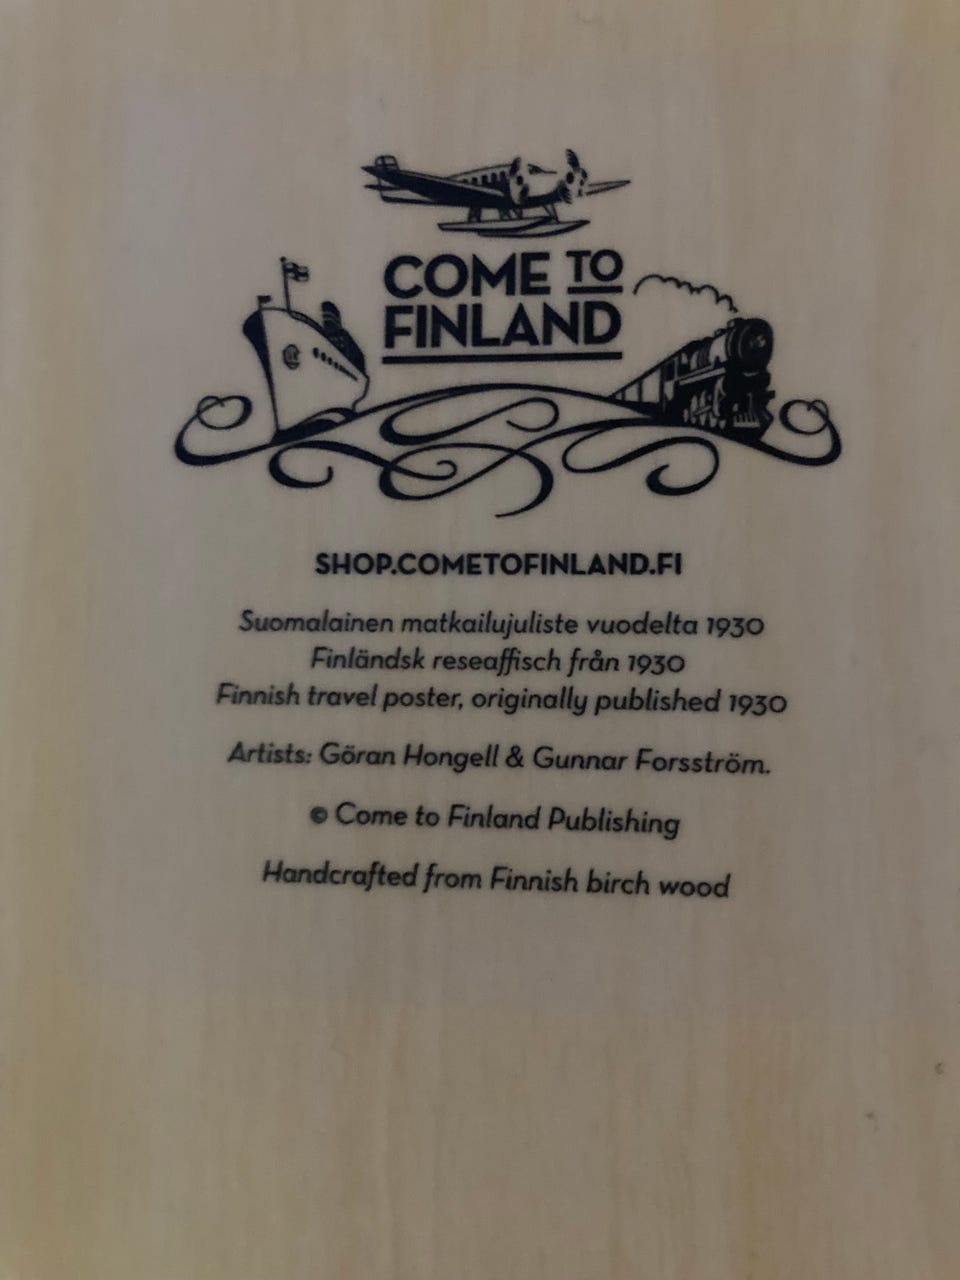 COME TO
FINLAND
SHOP.COMETOFINLAND.FI
Suomalainen matkailujuliste vuodelta 1930
Finländsk reseaffisch från 1930
Finnish travel poster, originally published 1930
Artists: Göran Hongell & Gunnar Forsström.
© Come to Finland Publishing
Handcrafted from Finnish birch wood